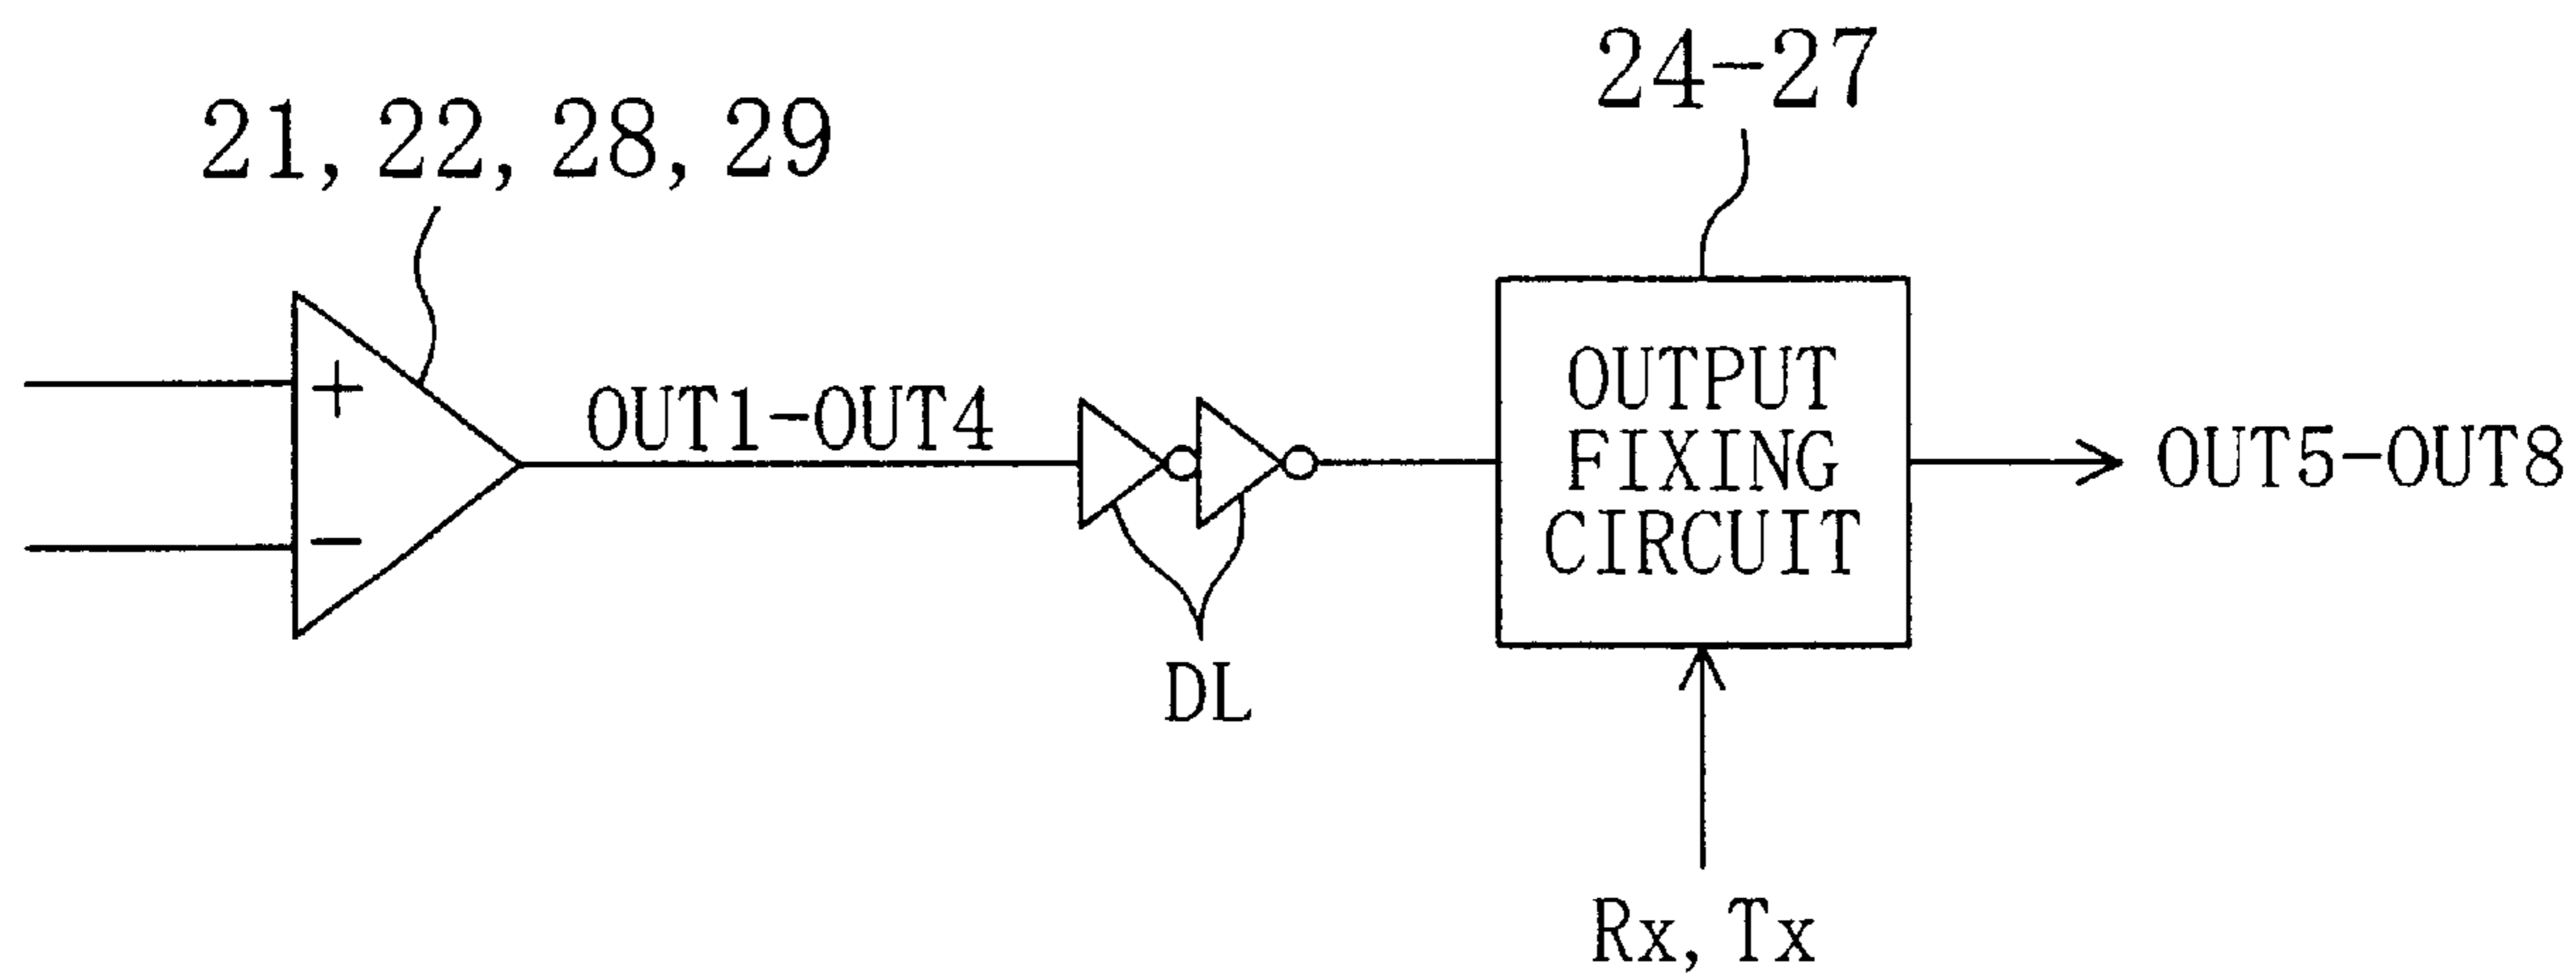 24-27
21, 22, 28, 29
+
OUT1-OUT4
−
OUTPUT
FIXING
CIRCUIT
OUT5-OUT8
DL
Rx, Tx